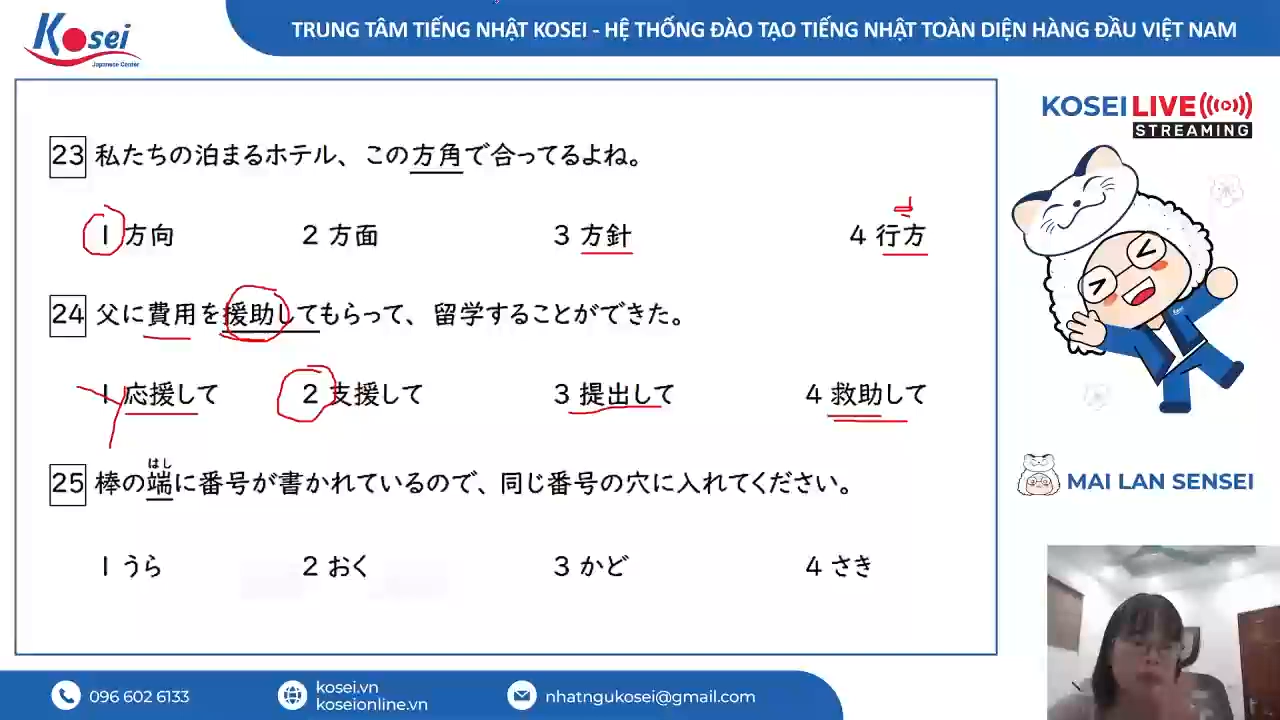 Kosei
Japanese Center
TRUNG TÂM TIẾNG NHẬT KOSEI - HỆ THỐNG ĐÀO TẠO TIẾNG NHẬT TOÀN DIỆN HÀNG ĐẦU VIỆT NAM
KOSEI LIVE
STREAMING
23 私たちの泊まるホテル、この方角で合ってるよね。
1 方向 2 方面 3 方針 4 行方
24 父に費用を援助してもらって、留学することができた。
1 応援して 2 支援して 3 提出して 4 救助して
はし
25 棒の端に番号が書かれているので、同じ番号の穴に入れてください。
1 うら 2 おく 3 かど 4 さき
MAI LAN SENSEI
096 602 6133
kosei.vn
koseionline.vn
nhatngukosei@gmail.com